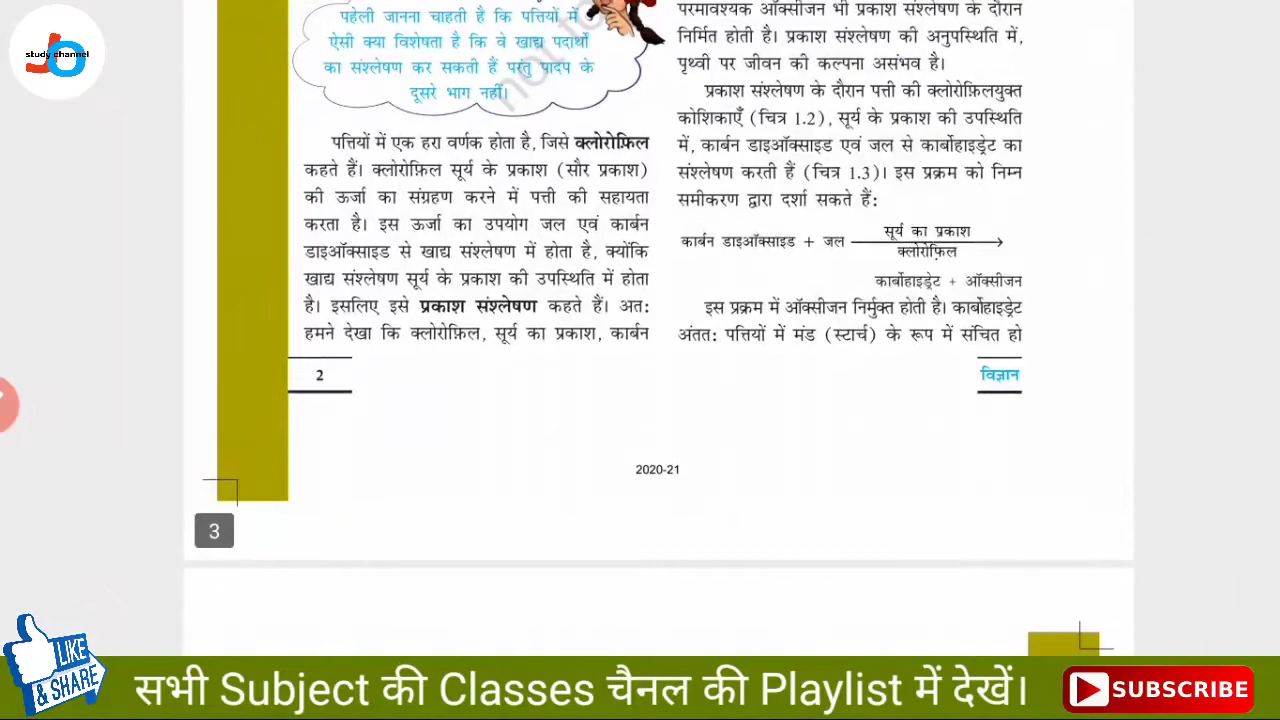 study channel
पहेली जानना चाहती है कि पत्तियों में
ऐसी क्या विशेषता है कि वे खाद्य पदार्थों
का संश्लेषण कर सकती हैं परंतु पादप के
दूसरे भाग नहीं।
पत्तियों में एक हरा वर्णक होता है, जिसे क्लोरोफ़िल
कहते हैं। क्लोरोफ़िल सूर्य के प्रकाश (सौर प्रकाश)
की ऊर्जा का संग्रहण करने में पत्ती की सहायता
करता है। इस ऊर्जा का उपयोग जल एवं कार्बन
डाइऑक्साइड से खाद्य संश्लेषण में होता है, क्योंकि
खाद्य संश्लेषण सूर्य के प्रकाश की उपस्थिति में होता
है। इसलिए इसे प्रकाश संश्लेषण कहते हैं। अत:
हमने देखा कि क्लोरोफ़िल, सूर्य का प्रकाश, कार्बन
2
परमावश्यक ऑक्सीजन भी प्रकाश संश्लेषण के दौरान
निर्मित होती है। प्रकाश संश्लेषण की अनुपस्थिति में,
पृथ्वी पर जीवन की कल्पना असंभव है।
प्रकाश संश्लेषण के दौरान पत्ती की क्लोरोफ़िलयुक्त
कोशिकाएँ (चित्र 1.2), सूर्य के प्रकाश की उपस्थिति
में, कार्बन डाइऑक्साइड एवं जल से कार्बोहाइड्रेट का
संश्लेषण करती हैं (चित्र 1.3)। इस प्रक्रम को निम्न
समीकरण द्वारा दर्शा सकते हैं:
सूर्य का प्रकाश
कार्बन डाइऑक्साइड + जल
क्लोरोफ़िल
कार्बोहाइड्रेट + ऑक्सीजन
इस प्रक्रम में ऑक्सीजन निर्मुक्त होती है। कार्बोहाइड्रेट
अंतत: पत्तियों में मंड (स्टार्च) के रूप में संचित हो
विज्ञान
2020-21
3
LIKE
& SHARE
सभी Subject की Classes चैनल की Playlist में देखें।
SUBSCRIBE